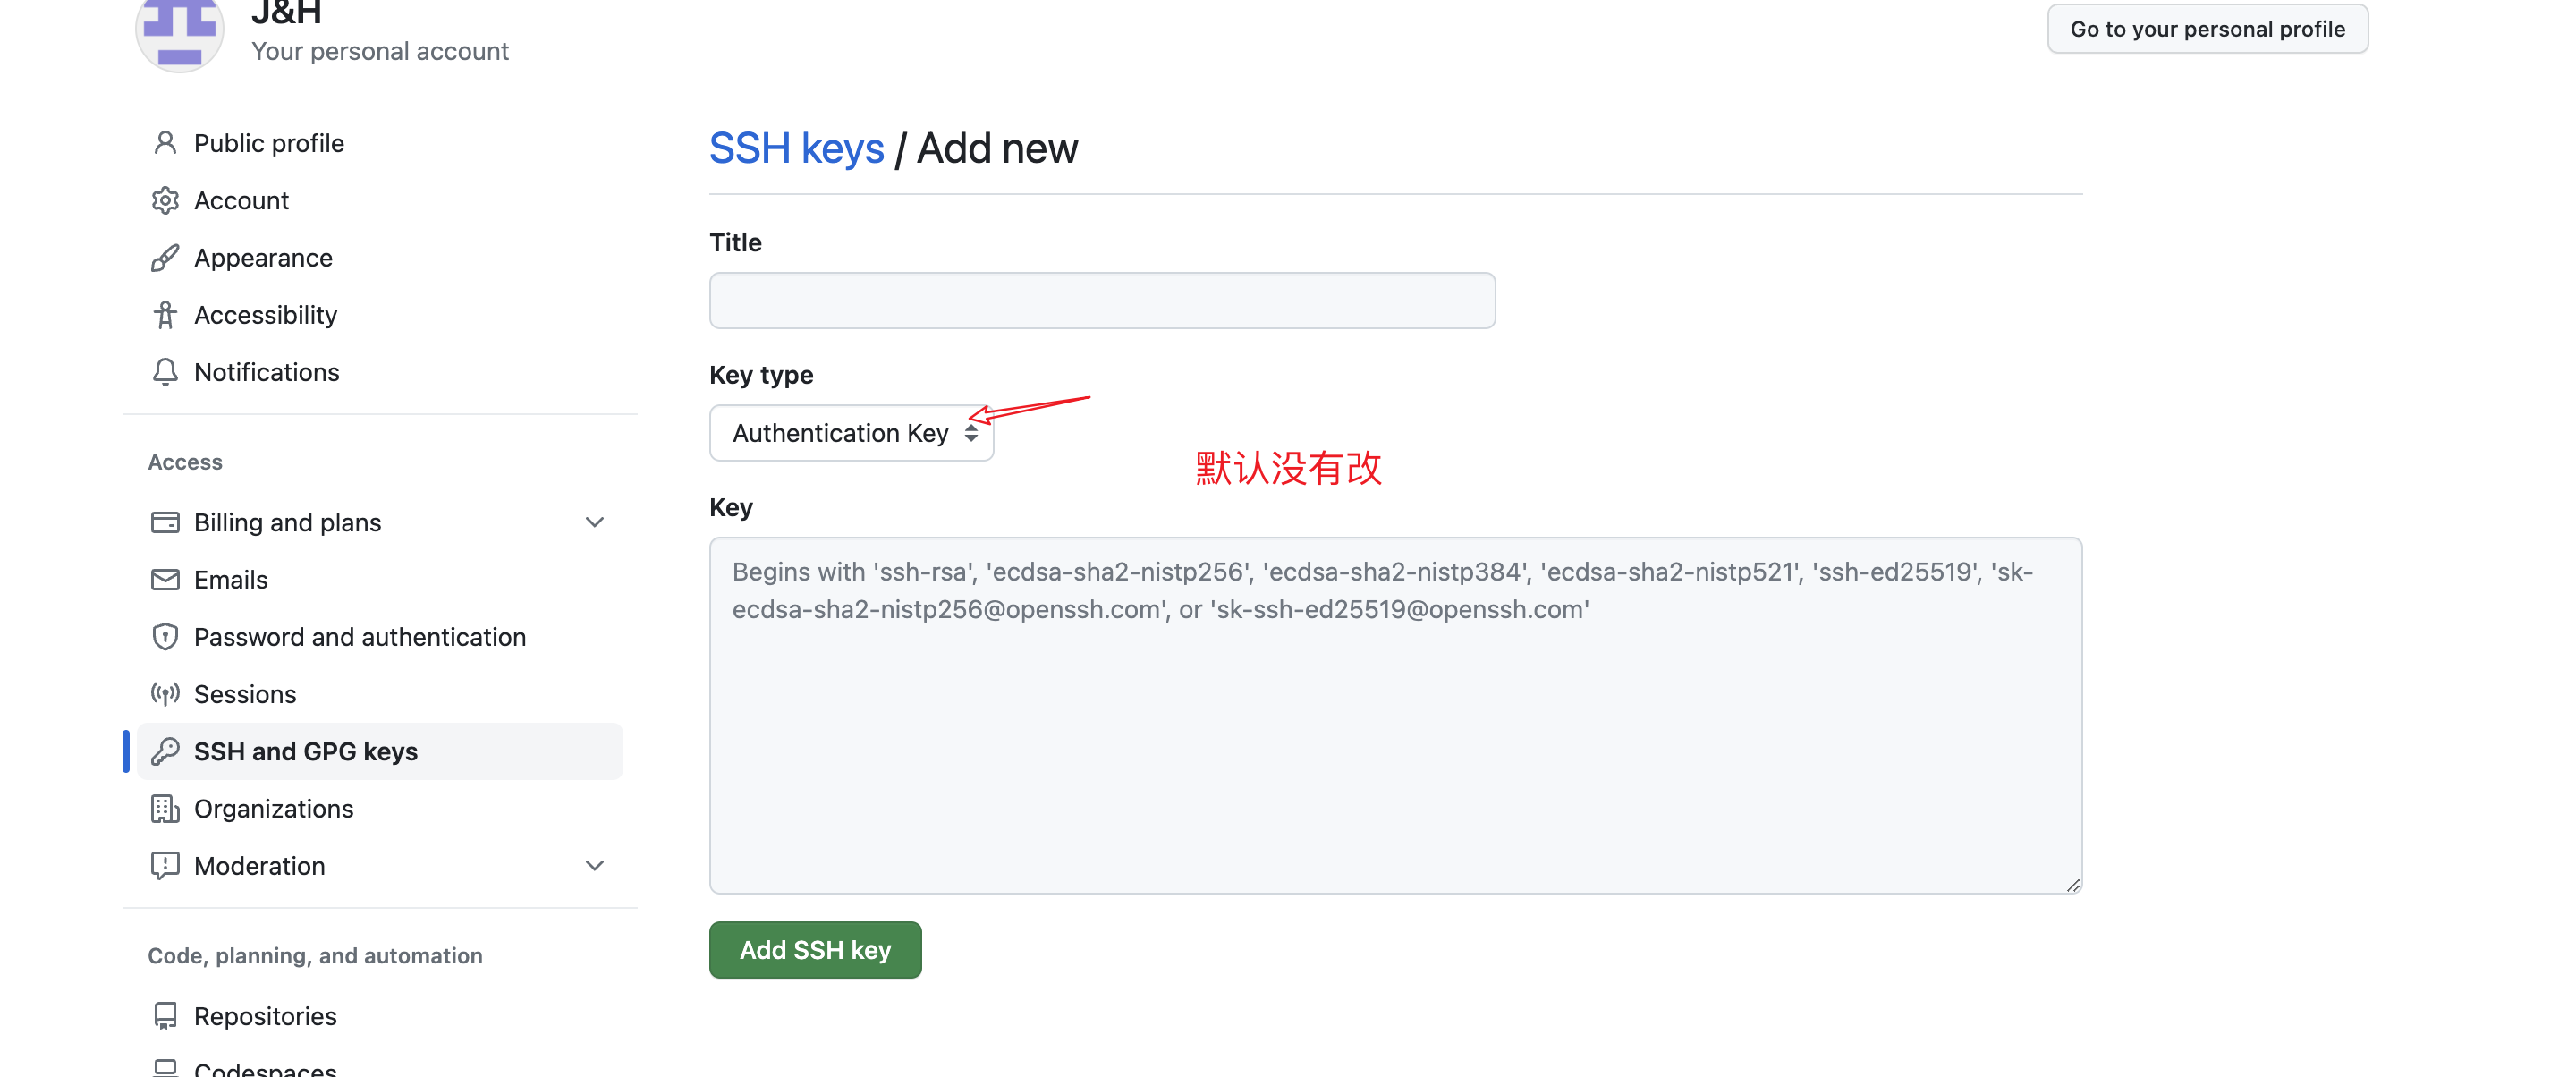 J&H
Your personal account
Go to your personal profile
Public profile
Account
Appearance
Accessibility
Notifications
Access
Billing and plans
Emails
Password and authentication
Sessions
SSH and GPG keys
Organizations
Moderation
Code, planning, and automation
Repositories
Codespaces
SSH keys / Add new
Title
Key type
Authentication Key
默认没有改
Key
Begins with 'ssh-rsa', 'ecdsa-sha2-nistp256', 'ecdsa-sha2-nistp384', 'ecdsa-sha2-nistp521', 'ssh-ed25519', 'sk-
ecdsa-sha2-nistp256@openssh.com', or 'sk-ssh-ed25519@openssh.com'
Add SSH key